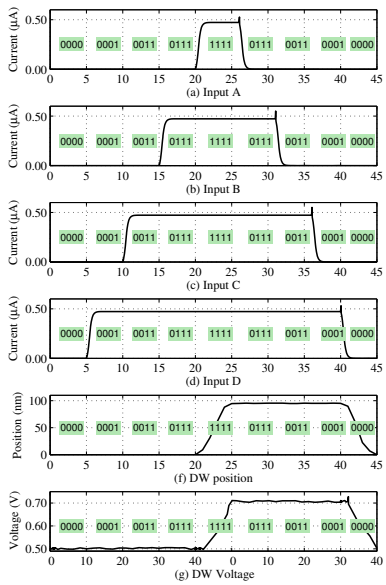 Current (µA)
0.50
0.00
0000 0001 0011 0111 1111 0111 0011 0001 0000
0 5 10 15 20 25 30 35 40 45
(a) Input A
Current (µA)
0.50
0.00
0000 0001 0011 0111 1111 0111 0011 0001 0000
0 5 10 15 20 25 30 35 40 45
(b) Input B
Current (µA)
0.50
0.00
0000 0001 0011 0111 1111 0111 0011 0001 0000
0 5 10 15 20 25 30 35 40 45
(c) Input C
Current (µA)
0.50
0.00
0000 0001 0011 0111 1111 0111 0011 0001 0000
0 5 10 15 20 25 30 35 40 45
(d) Input D
Position (nm)
100
50
0
0000 0001 0011 0111 1111 0111 0011 0001 0000
0 5 10 15 20 25 30 35 40 45
(f) DW position
Voltage (V)
0.70
0.60
0.50
0000 0001 0011 0111 1111 0111 0011 0001 0000
0 5 10 15 20 0 5 30 35 40
(g) DW Voltage